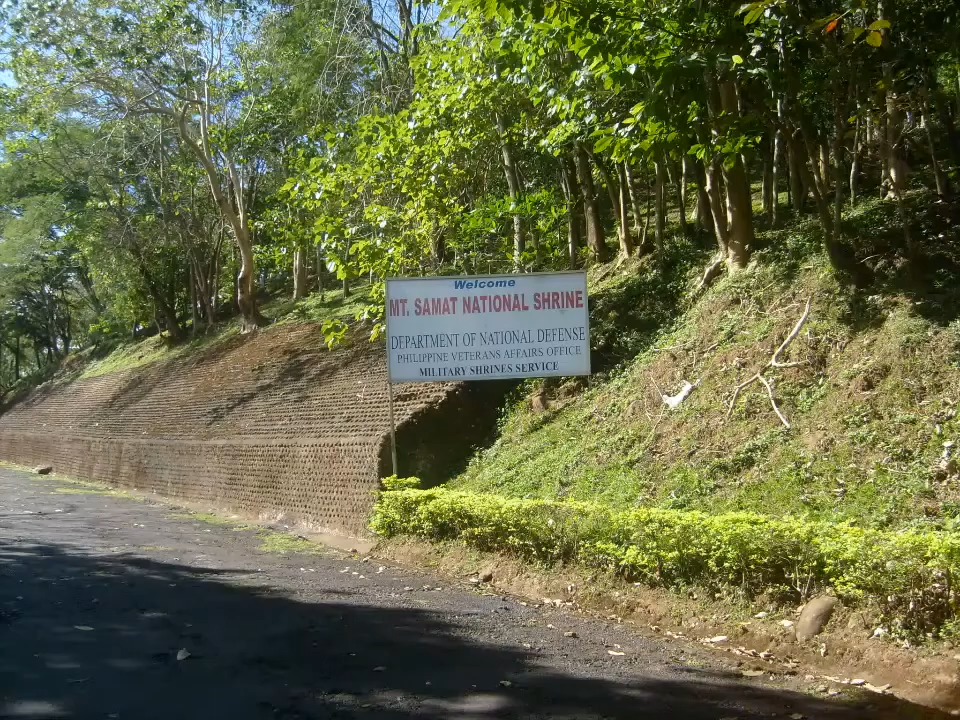 Welcome
MT. SAMAT NATIONAL SHRINE
DEPARTMENT OF NATIONAL DEFENSE
PHILIPPINE VETERANS AFFAIRS OFFICE
MILITARY SHRINES SERVICE